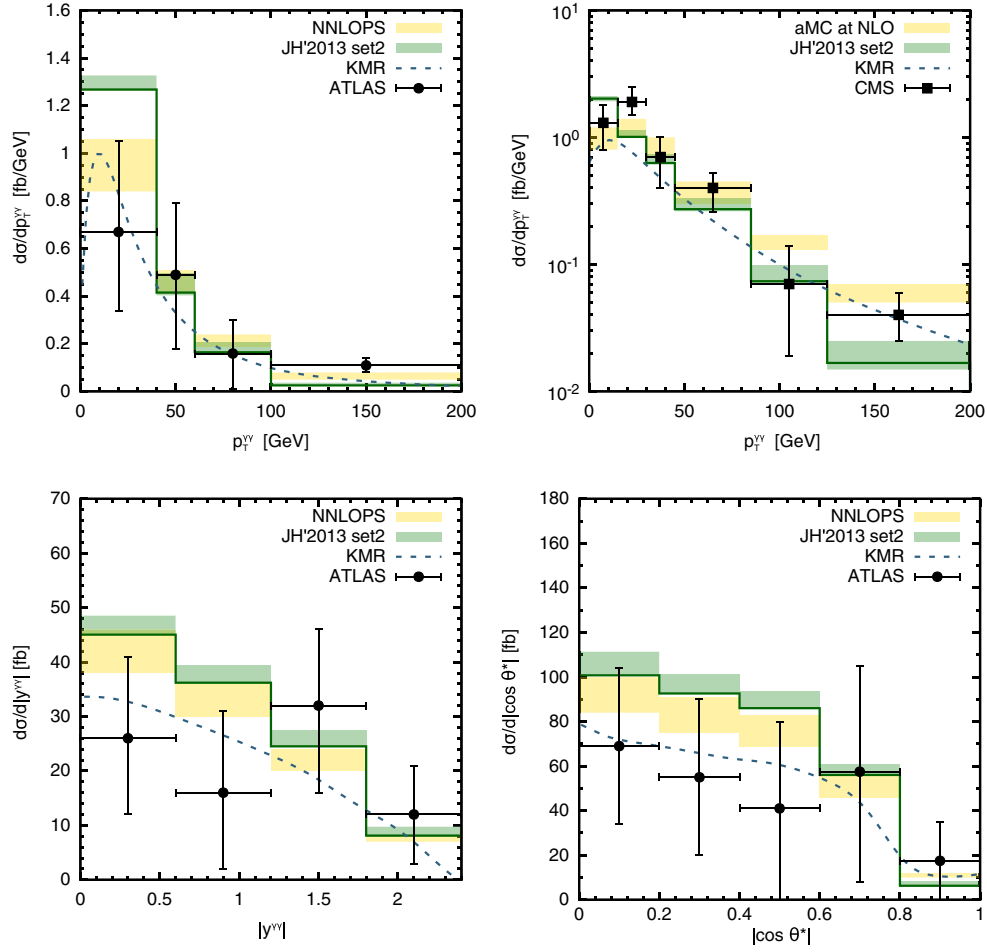 1.6
1.4
1.2
1
0.8
0.6
0.4
0.2
0
dσ/dp_T^γγ [fb/GeV]
NNLOPS
JH'2013 set2
KMR
ATLAS
0 50 100 150 200
p_T^γγ [GeV]
10^1
10^0
10^-1
10^-2
dσ/dp_T^γγ [fb/GeV]
aMC at NLO
JH'2013 set2
KMR
CMS
0 50 100 150 200
p_T^γγ [GeV]
70
60
50
40
30
20
10
0
dσ/d|y^γγ| [fb]
NNLOPS
JH'2013 set2
KMR
ATLAS
0 0.5 1 1.5 2
|y^γγ|
180
160
140
120
100
80
60
40
20
0
dσ/d|cos θ*| [fb]
NNLOPS
JH'2013 set2
KMR
ATLAS
0 0.2 0.4 0.6 0.8 1
|cos θ*|